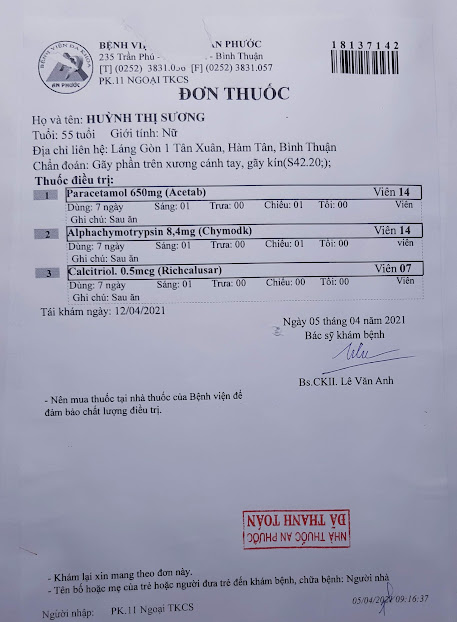 BỆNH VIỆN ĐA KHOA
AN PHƯỚC
BỆNH VI AN PHƯỚC
235 Trần Phú - - Bình Thuận
[T] (0252) 3831.056 [F] (0252) 3831.057
PK.11 NGOẠI TKCS
18137142
ĐƠN THUỐC
Họ và tên: HUỲNH THỊ SƯƠNG
Tuổi: 55 tuổi Giới tính: Nữ
Địa chỉ liên hệ: Láng Gòn 1 Tân Xuân, Hàm Tân, Bình Thuận
Chẩn đoán: Gãy phần trên xương cánh tay, gãy kín(S42.20;);
Thuốc điều trị:
1 Paracetamol 650mg (Acetab) Viên 14
Dùng: 7 ngày Sáng: 01 Trưa: 00 Chiều: 01 Tối: 00 Viên
Ghi chú: Sau ăn
2 Alphachymotrypsin 8,4mg (Chymodk) Viên 14
Dùng: 7 ngày Sáng: 01 Trưa: 00 Chiều: 01 Tối: 00 viên
Ghi chú: Sau ăn
3 Calcitriol. 0.5mcg (Richcalusar) Viên 07
Dùng: 7 ngày Sáng: 01 Trưa: 00 Chiều: 00 Tối: 00 Viên
Ghi chú: Sau ăn
Tái khám ngày: 12/04/2021
Ngày 05 tháng 04 năm 2021
Bác sỹ khám bệnh
Bs.CKII. Lê Văn Anh
- Nên mua thuốc tại nhà thuốc của Bệnh viện để
đảm bảo chất lượng điều trị.
NHÀ THUỐC AN PHƯỚC
ĐÃ THANH TOÁN
- Khám lại xin mang theo đơn này.
- Tên bố hoặc mẹ của trẻ hoặc người đưa trẻ đến khám bệnh, chữa bệnh: Người nhà
Người nhập: PK.11 Ngoại TKCS
05/04/2021 09:16:37